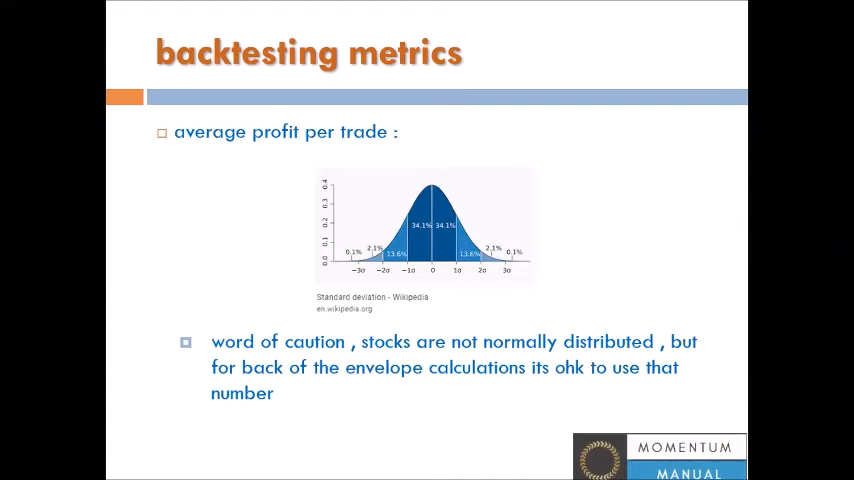 backtesting metrics
average profit per trade :
0.4
0.3
0.2
0.1
0.0
34.1% 34.1%
0.1% 2.1% 13.6% 13.6% 2.1% 0.1%
−3σ −2σ −1σ 0 1σ 2σ 3σ
Standard deviation - Wikipedia
en.wikipedia.org
word of caution , stocks are not normally distributed , but
for back of the envelope calculations its ohk to use that
number
MOMENTUM
MANUAL